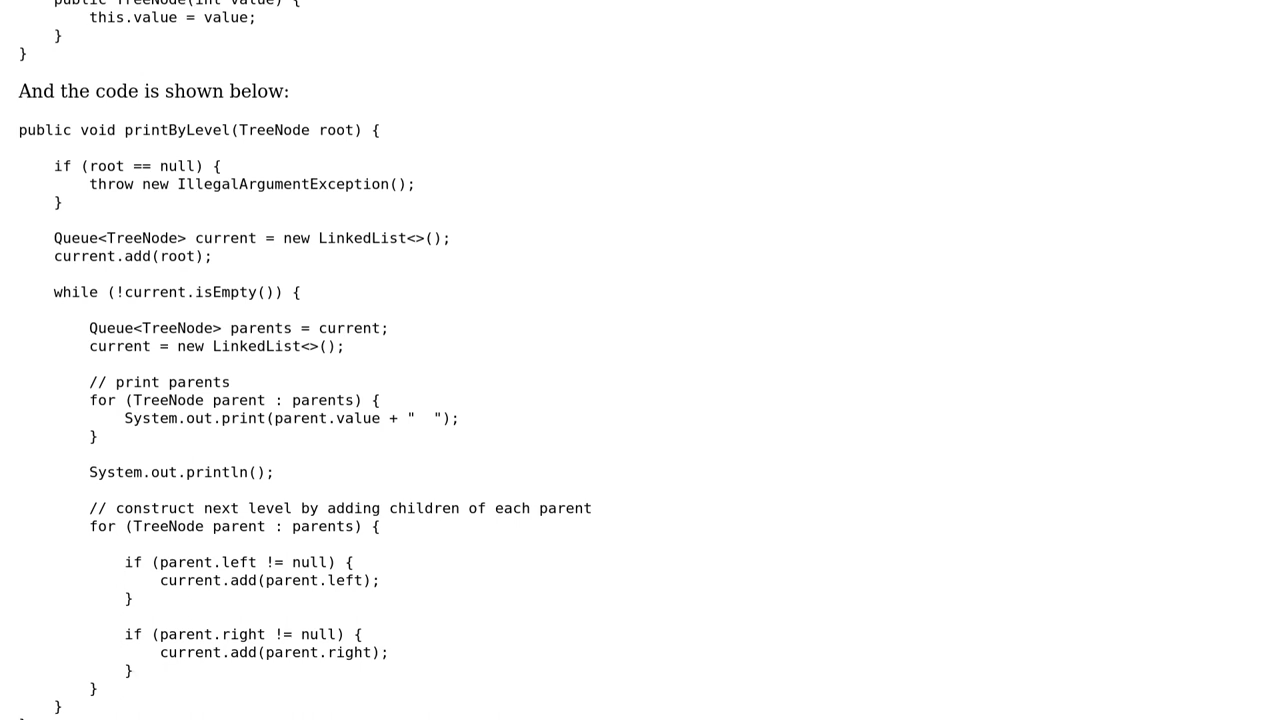 public TreeNode(int value) {
        this.value = value;
    }
}
And the code is shown below:
public void printByLevel(TreeNode root) {
    if (root == null) {
        throw new IllegalArgumentException();
    }
    Queue<TreeNode> current = new LinkedList<>();
    current.add(root);
    while (!current.isEmpty()) {
        Queue<TreeNode> parents = current;
        current = new LinkedList<>();
        // print parents
        for (TreeNode parent : parents) {
            System.out.print(parent.value + "  ");
        }
        System.out.println();
        // construct next level by adding children of each parent
        for (TreeNode parent : parents) {
            if (parent.left != null) {
                current.add(parent.left);
            }
            if (parent.right != null) {
                current.add(parent.right);
            }
        }
    }